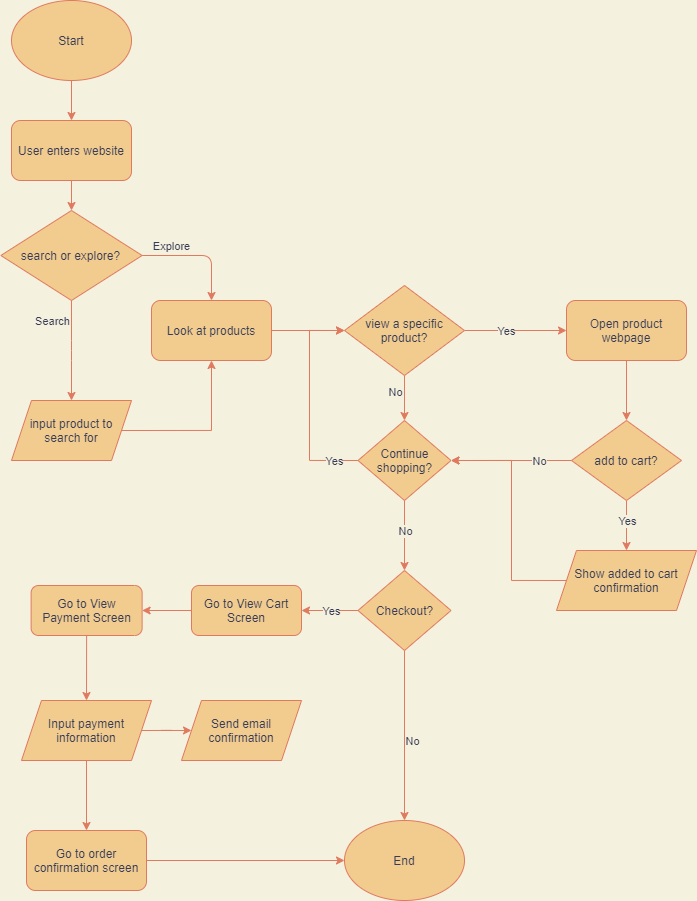 Start
User enters website
search or explore?
Explore
Search
Look at products
view a specific
product?
Yes
Open product
webpage
input product to
search for
No
Continue
shopping?
Yes
No
add to cart?
Yes
No
Show added to cart
confirmation
Go to View
Payment Screen
Go to View Cart
Screen
Yes
Checkout?
Input payment
information
Send email
confirmation
No
Go to order
confirmation screen
End